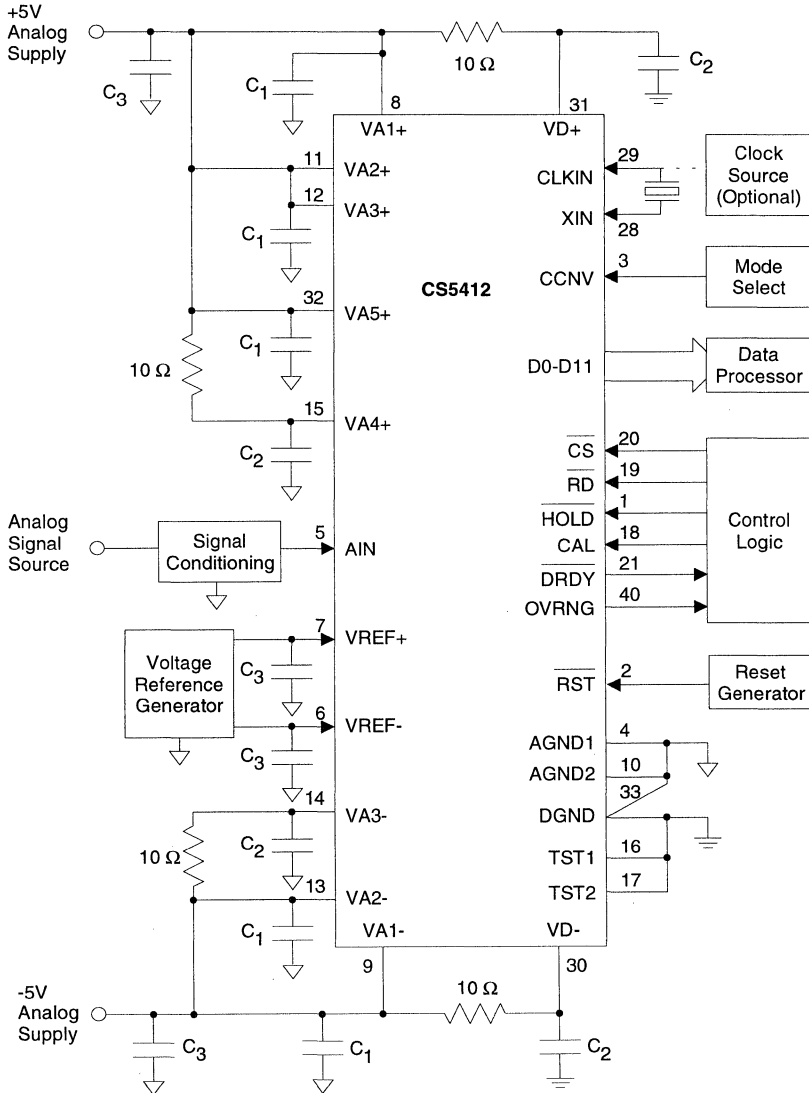 +5V
Analog
Supply
C3
C1
8
10 Ω
31
C2
VA1+
VD+
11
VA2+
12
VA3+
C1
29
CLKIN
XIN
28
Clock
Source
(Optional)
3
CCNV
Mode
Select
CS5412
32
VA5+
C1
10 Ω
15
VA4+
C2
D0-D11
Data
Processor
20
CS
19
RD
1
HOLD
18
CAL
21
DRDY
40
OVRNG
Control
Logic
Analog
Signal
Source
Signal
Conditioning
5
AIN
Voltage
Reference
Generator
7
VREF+
C3
6
VREF-
C3
2
RST
Reset
Generator
4
AGND1
10
AGND2
33
DGND
16
TST1
17
TST2
14
VA3-
10 Ω
C2
13
VA2-
C1
VA1-
VD-
9
30
10 Ω
-5V
Analog
Supply
C3
C1
C2